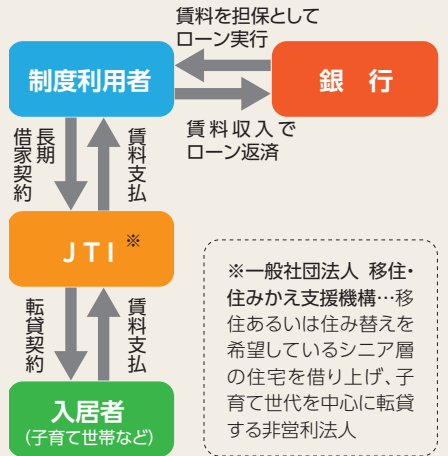 賃料を担保として
ローン実行
制度利用者
銀 行
賃料収入で
ローン返済
長期
借家契約
賃料支払
JTI ※
転貸契約
賃料支払
入居者
(子育て世帯など)
※一般社団法人 移住・
住みかえ支援機構…移
住あるいは住み替えを
希望しているシニア層
の住宅を借り上げ、子
育て世代を中心に転貸
する非営利法人